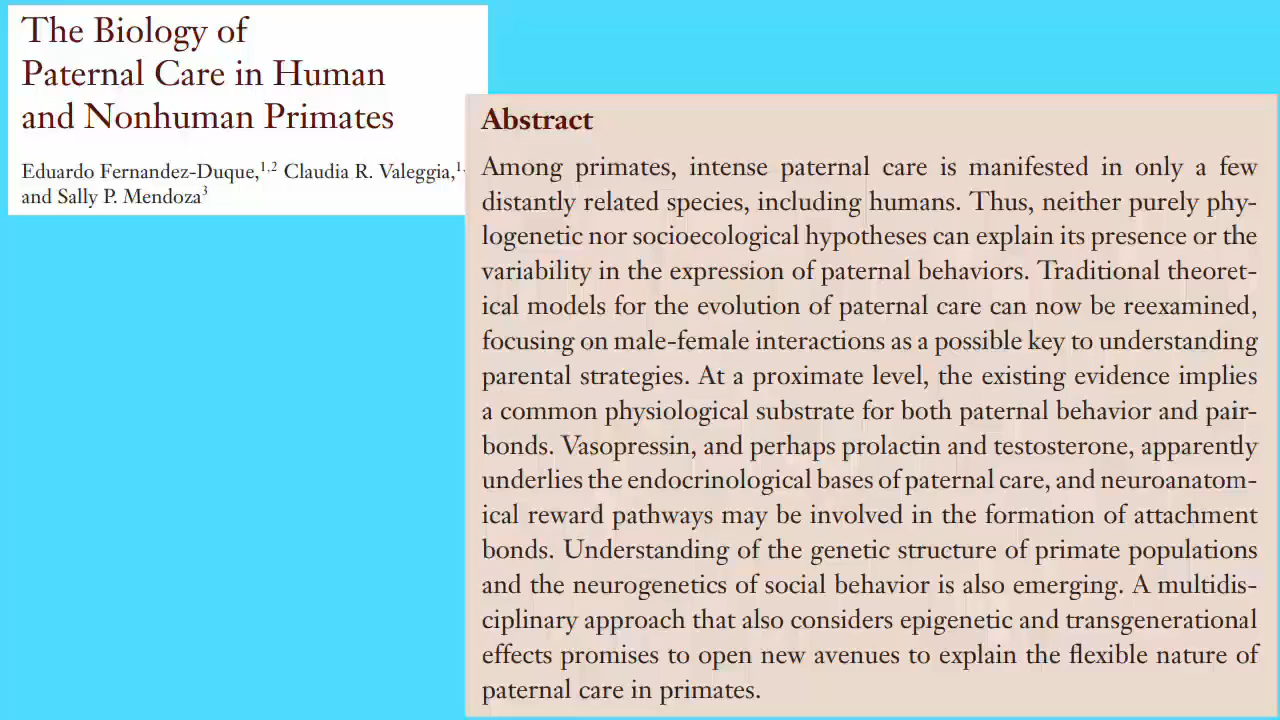 The Biology of
Paternal Care in Human
and Nonhuman Primates
Eduardo Fernandez-Duque,1,2 Claudia R. Valeggia,1,
and Sally P. Mendoza3
Abstract
Among primates, intense paternal care is manifested in only a few
distantly related species, including humans. Thus, neither purely phy-
logenetic nor socioecological hypotheses can explain its presence or the
variability in the expression of paternal behaviors. Traditional theoret-
ical models for the evolution of paternal care can now be reexamined,
focusing on male-female interactions as a possible key to understanding
parental strategies. At a proximate level, the existing evidence implies
a common physiological substrate for both paternal behavior and pair-
bonds. Vasopressin, and perhaps prolactin and testosterone, apparently
underlies the endocrinological bases of paternal care, and neuroanatom-
ical reward pathways may be involved in the formation of attachment
bonds. Understanding of the genetic structure of primate populations
and the neurogenetics of social behavior is also emerging. A multidis-
ciplinary approach that also considers epigenetic and transgenerational
effects promises to open new avenues to explain the flexible nature of
paternal care in primates.